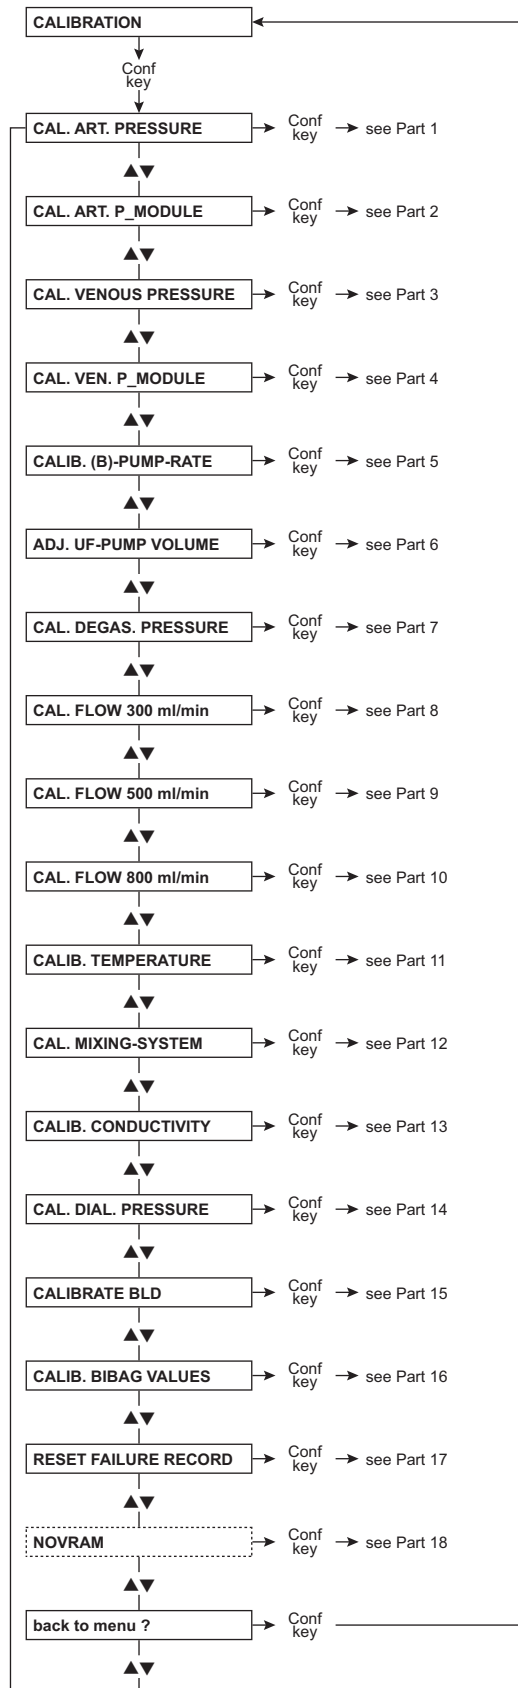 CALIBRATION
Conf
key
CAL. ART. PRESSURE
Conf
key
see Part 1
▲▼
CAL. ART. P_MODULE
Conf
key
see Part 2
▲▼
CAL. VENOUS PRESSURE
Conf
key
see Part 3
▲▼
CAL. VEN. P_MODULE
Conf
key
see Part 4
▲▼
CALIB. (B)-PUMP-RATE
Conf
key
see Part 5
▲▼
ADJ. UF-PUMP VOLUME
Conf
key
see Part 6
▲▼
CAL. DEGAS. PRESSURE
Conf
key
see Part 7
▲▼
CAL. FLOW 300 ml/min
Conf
key
see Part 8
▲▼
CAL. FLOW 500 ml/min
Conf
key
see Part 9
▲▼
CAL. FLOW 800 ml/min
Conf
key
see Part 10
▲▼
CALIB. TEMPERATURE
Conf
key
see Part 11
▲▼
CAL. MIXING-SYSTEM
Conf
key
see Part 12
▲▼
CALIB. CONDUCTIVITY
Conf
key
see Part 13
▲▼
CAL. DIAL. PRESSURE
Conf
key
see Part 14
▲▼
CALIBRATE BLD
Conf
key
see Part 15
▲▼
CALIB. BIBAG VALUES
Conf
key
see Part 16
▲▼
RESET FAILURE RECORD
Conf
key
see Part 17
▲▼
NOVRAM
Conf
key
see Part 18
▲▼
back to menu ?
Conf
key
▲▼